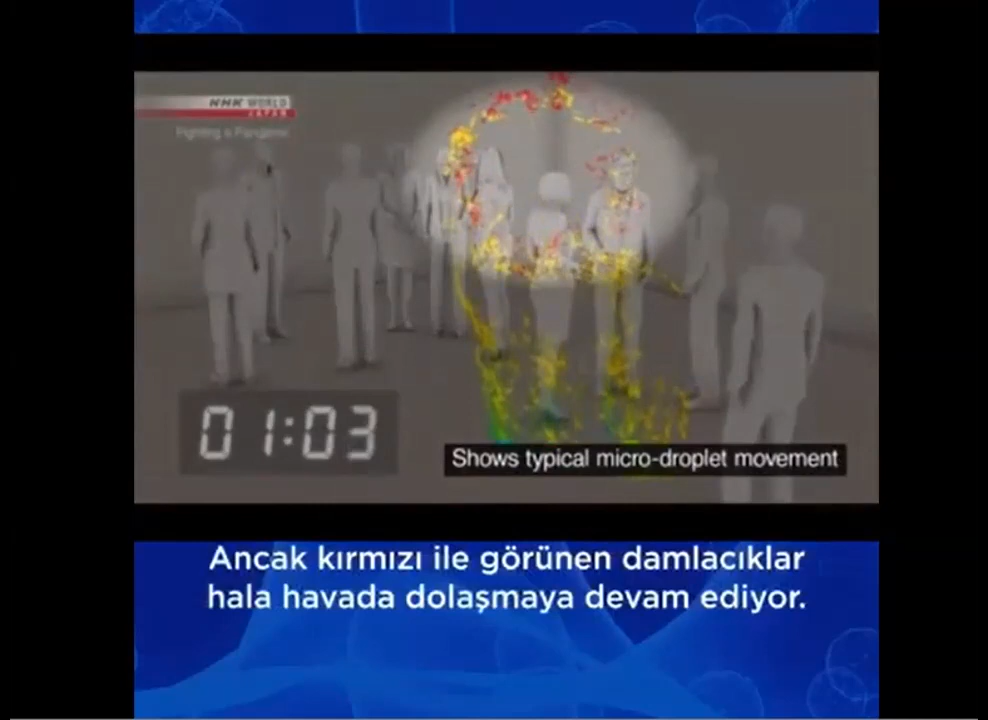 NHK WORLD
JAPAN
Fighting a Pandemic
01:03
Shows typical micro-droplet movement
Ancak kırmızı ile görünen damlacıklar
hala havada dolaşmaya devam ediyor.